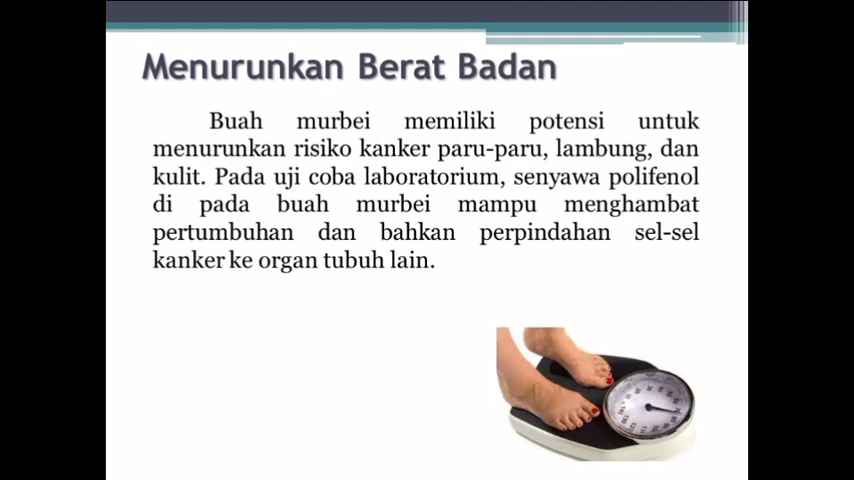 Menurunkan Berat Badan
Buah murbei memiliki potensi untuk
menurunkan risiko kanker paru-paru, lambung, dan
kulit. Pada uji coba laboratorium, senyawa polifenol
di pada buah murbei mampu menghambat
pertumbuhan dan bahkan perpindahan sel-sel
kanker ke organ tubuh lain.